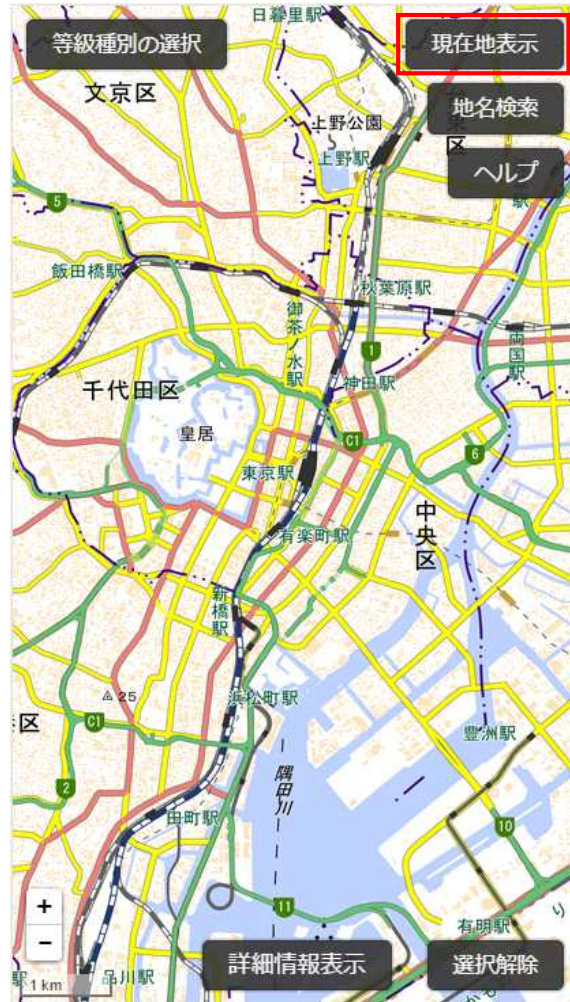 日暮里駅
等級種別の選択
現在地表示
文京区
地名検索
上野公園
区
上野駅
ヘルプ
駅
5
飯田橋駅
秋葉原駅
御茶ノ水駅
両国駅
1
神田駅
千代田区
皇居
C1
6
東京駅
中央区
有楽町駅
新橋駅
25
浜松町駅
区
C1
豊洲駅
隅田川
2
田町駅
10
+
11
有明駅
り
−
詳細情報表示
選択解除
駅
1 km
品川駅